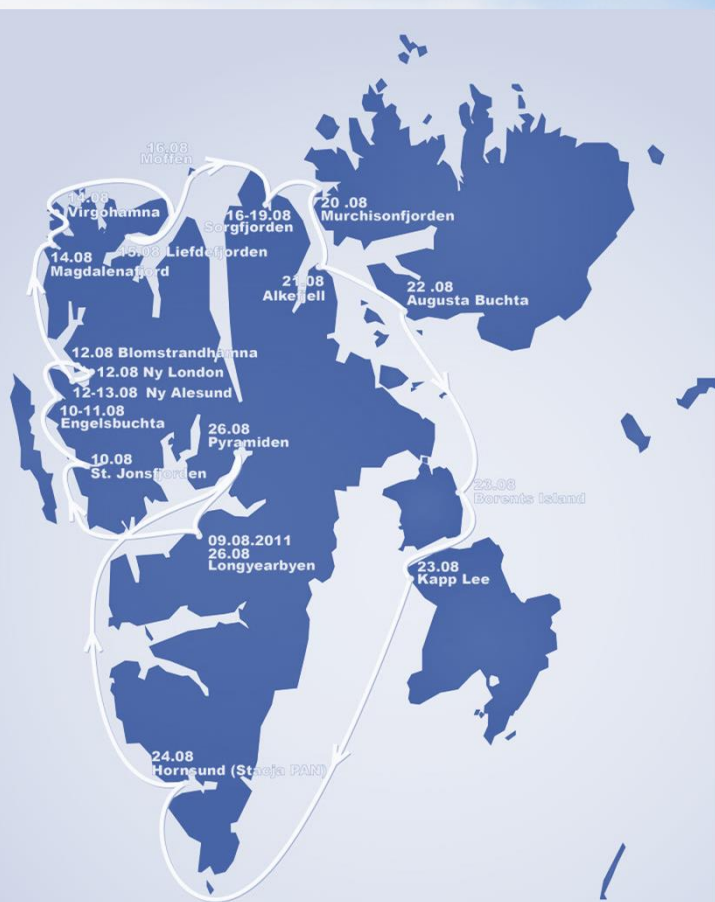 16.08
Moffen
14.08
Virgohamna
16-19.08
Sorgfjorden
20 .08
Murchisonfjorden
14.08
Magdalenafjord
15.08 Liefdefjorden
21.08
Alkefjell
22 .08
Augusta Buchta
12.08 Blomstrandhamna
12.08 Ny London
12-13.08 Ny Alesund
10-11.08
Engelsbuchta
26.08
Pyramiden
10.08
St. Jonsfjorden
23.08
Borents Island
09.08.2011
26.08
Longyearbyen
23.08
Kapp Lee
24.08
Hornsund (Stacja PAN)